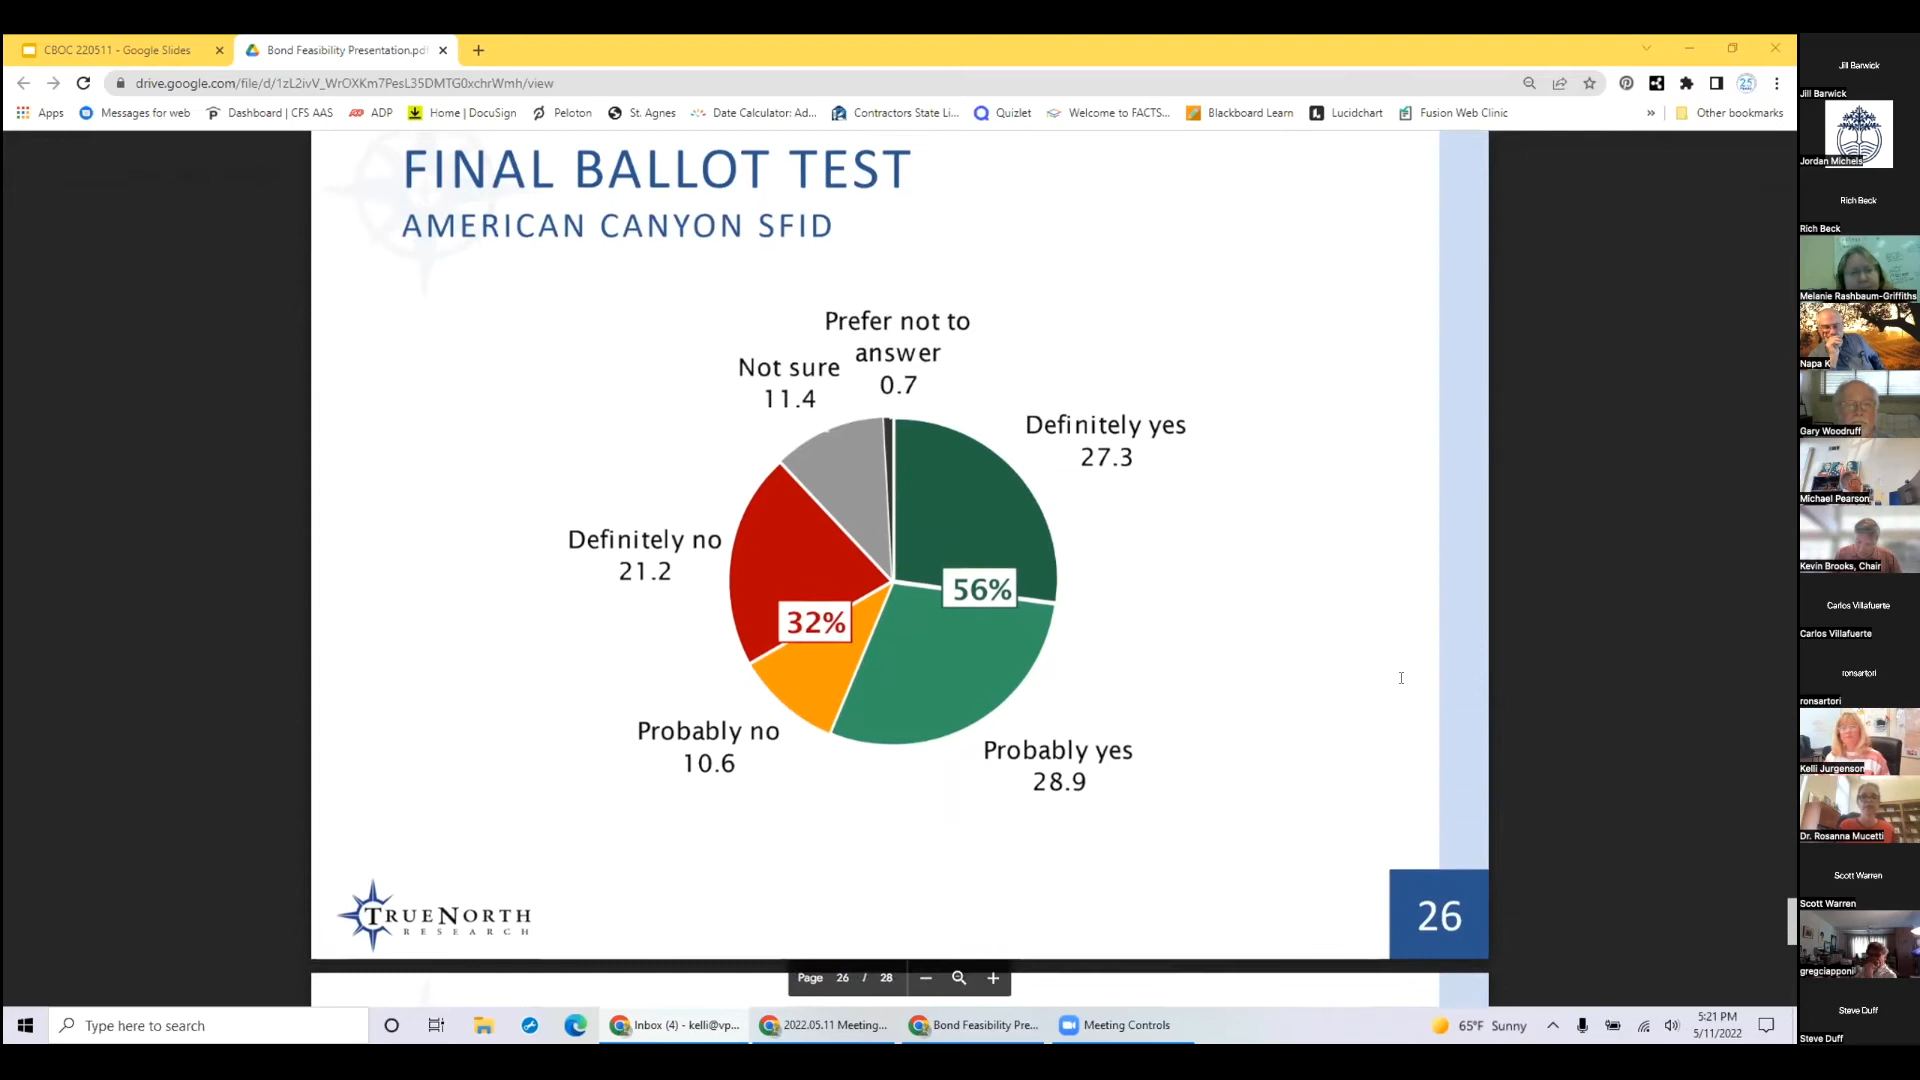 CBOC 220511 - Google Slides
Bond Feasibility Presentation.pdf
drive.google.com/file/d/1zL2ivV_WrOXKm7PesL35DMTG0xchrWmh/view
Apps
Messages for web
Dashboard | CFS AAS
ADP
Home | DocuSign
Peloton
St. Agnes
Date Calculator: Ad...
Contractors State Li...
Quizlet
Welcome to FACTS...
Blackboard Learn
Lucidchart
Fusion Web Clinic
»
Other bookmarks
FINAL BALLOT TEST
AMERICAN CANYON SFID
Prefer not to
answer
0.7
Not sure
11.4
Definitely yes
27.3
Definitely no
21.2
56%
32%
Probably no
10.6
Probably yes
28.9
TRUENORTH
RESEARCH
26
Page 26 / 28
Type here to search
Inbox (4) - kelli@vp...
2022.05.11 Meeting...
Bond Feasibility Pre...
Meeting Controls
65°F Sunny
5:21 PM
5/11/2022
Jill Barwick
Jill Barwick
Jordan Michels
Rich Beck
Rich Beck
Melanie Rashbaum-Griffiths
Napa K
Gary Woodruff
Michael Pearson
Kevin Brooks, Chair
Carlos Villafuerte
Carlos Villafuerte
ronsartori
ronsartori
Kelli Jurgenson
Dr. Rosanna Mucetti
Scott Warren
Scott Warren
gregciapponi
Steve Duff
Steve Duff